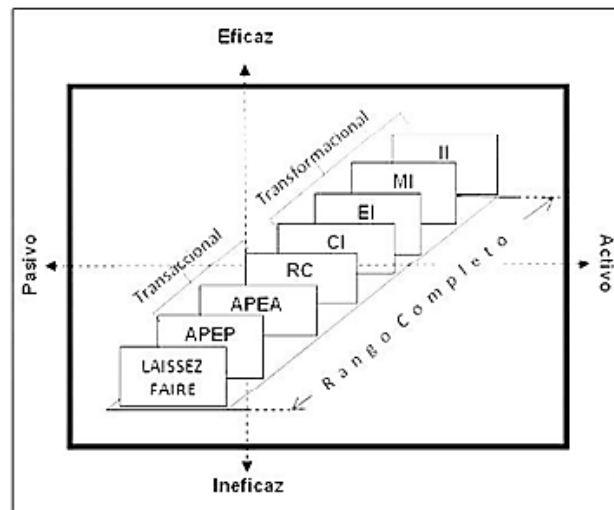 Eficaz
Transformacional
II
MI
EI
CI
Transaccional
RC
APEA
APEP
LAISSEZ
FAIRE
Pasivo
Activo
Rango Completo
Ineficaz